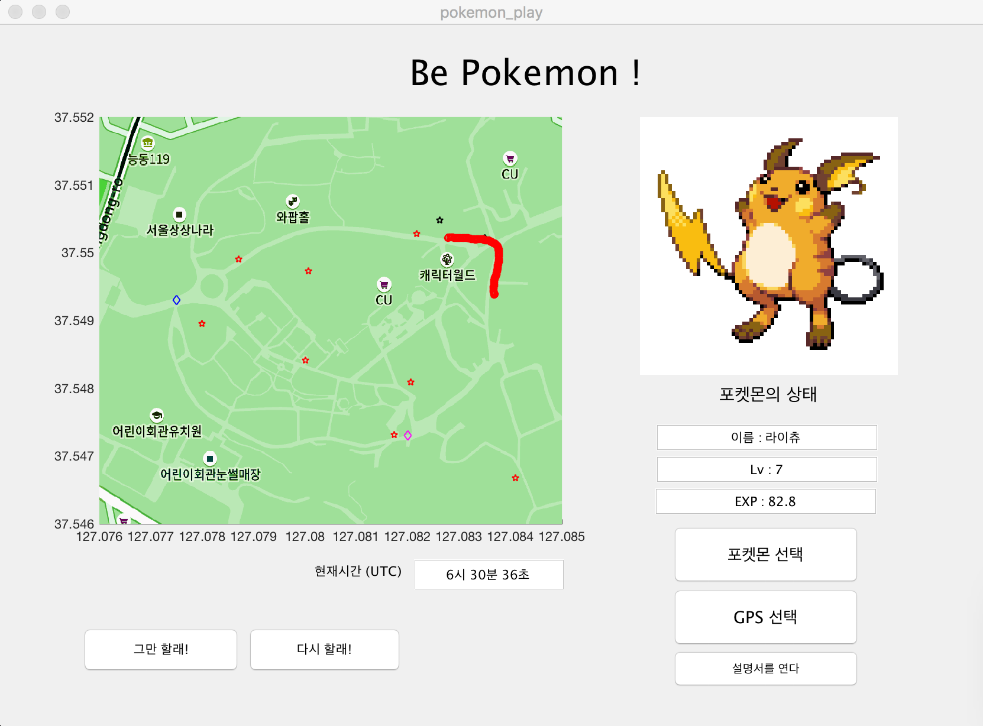 pokemon_play
Be Pokemon !
37.552
37.551
37.55
37.549
37.548
37.547
37.546
127.076 127.077 127.078 127.079 127.08 127.081 127.082 127.083 127.084 127.085
능동119
gdong-ro
서울상상나라
와팝홀
CU
캐릭터월드
CU
어린이회관유치원
어린이회관눈썰매장
현재시간 (UTC)
6시 30분 36초
그만 할래!
다시 할래!
포켓몬의 상태
이름 : 라이츄
Lv : 7
EXP : 82.8
포켓몬 선택
GPS 선택
설명서를 연다